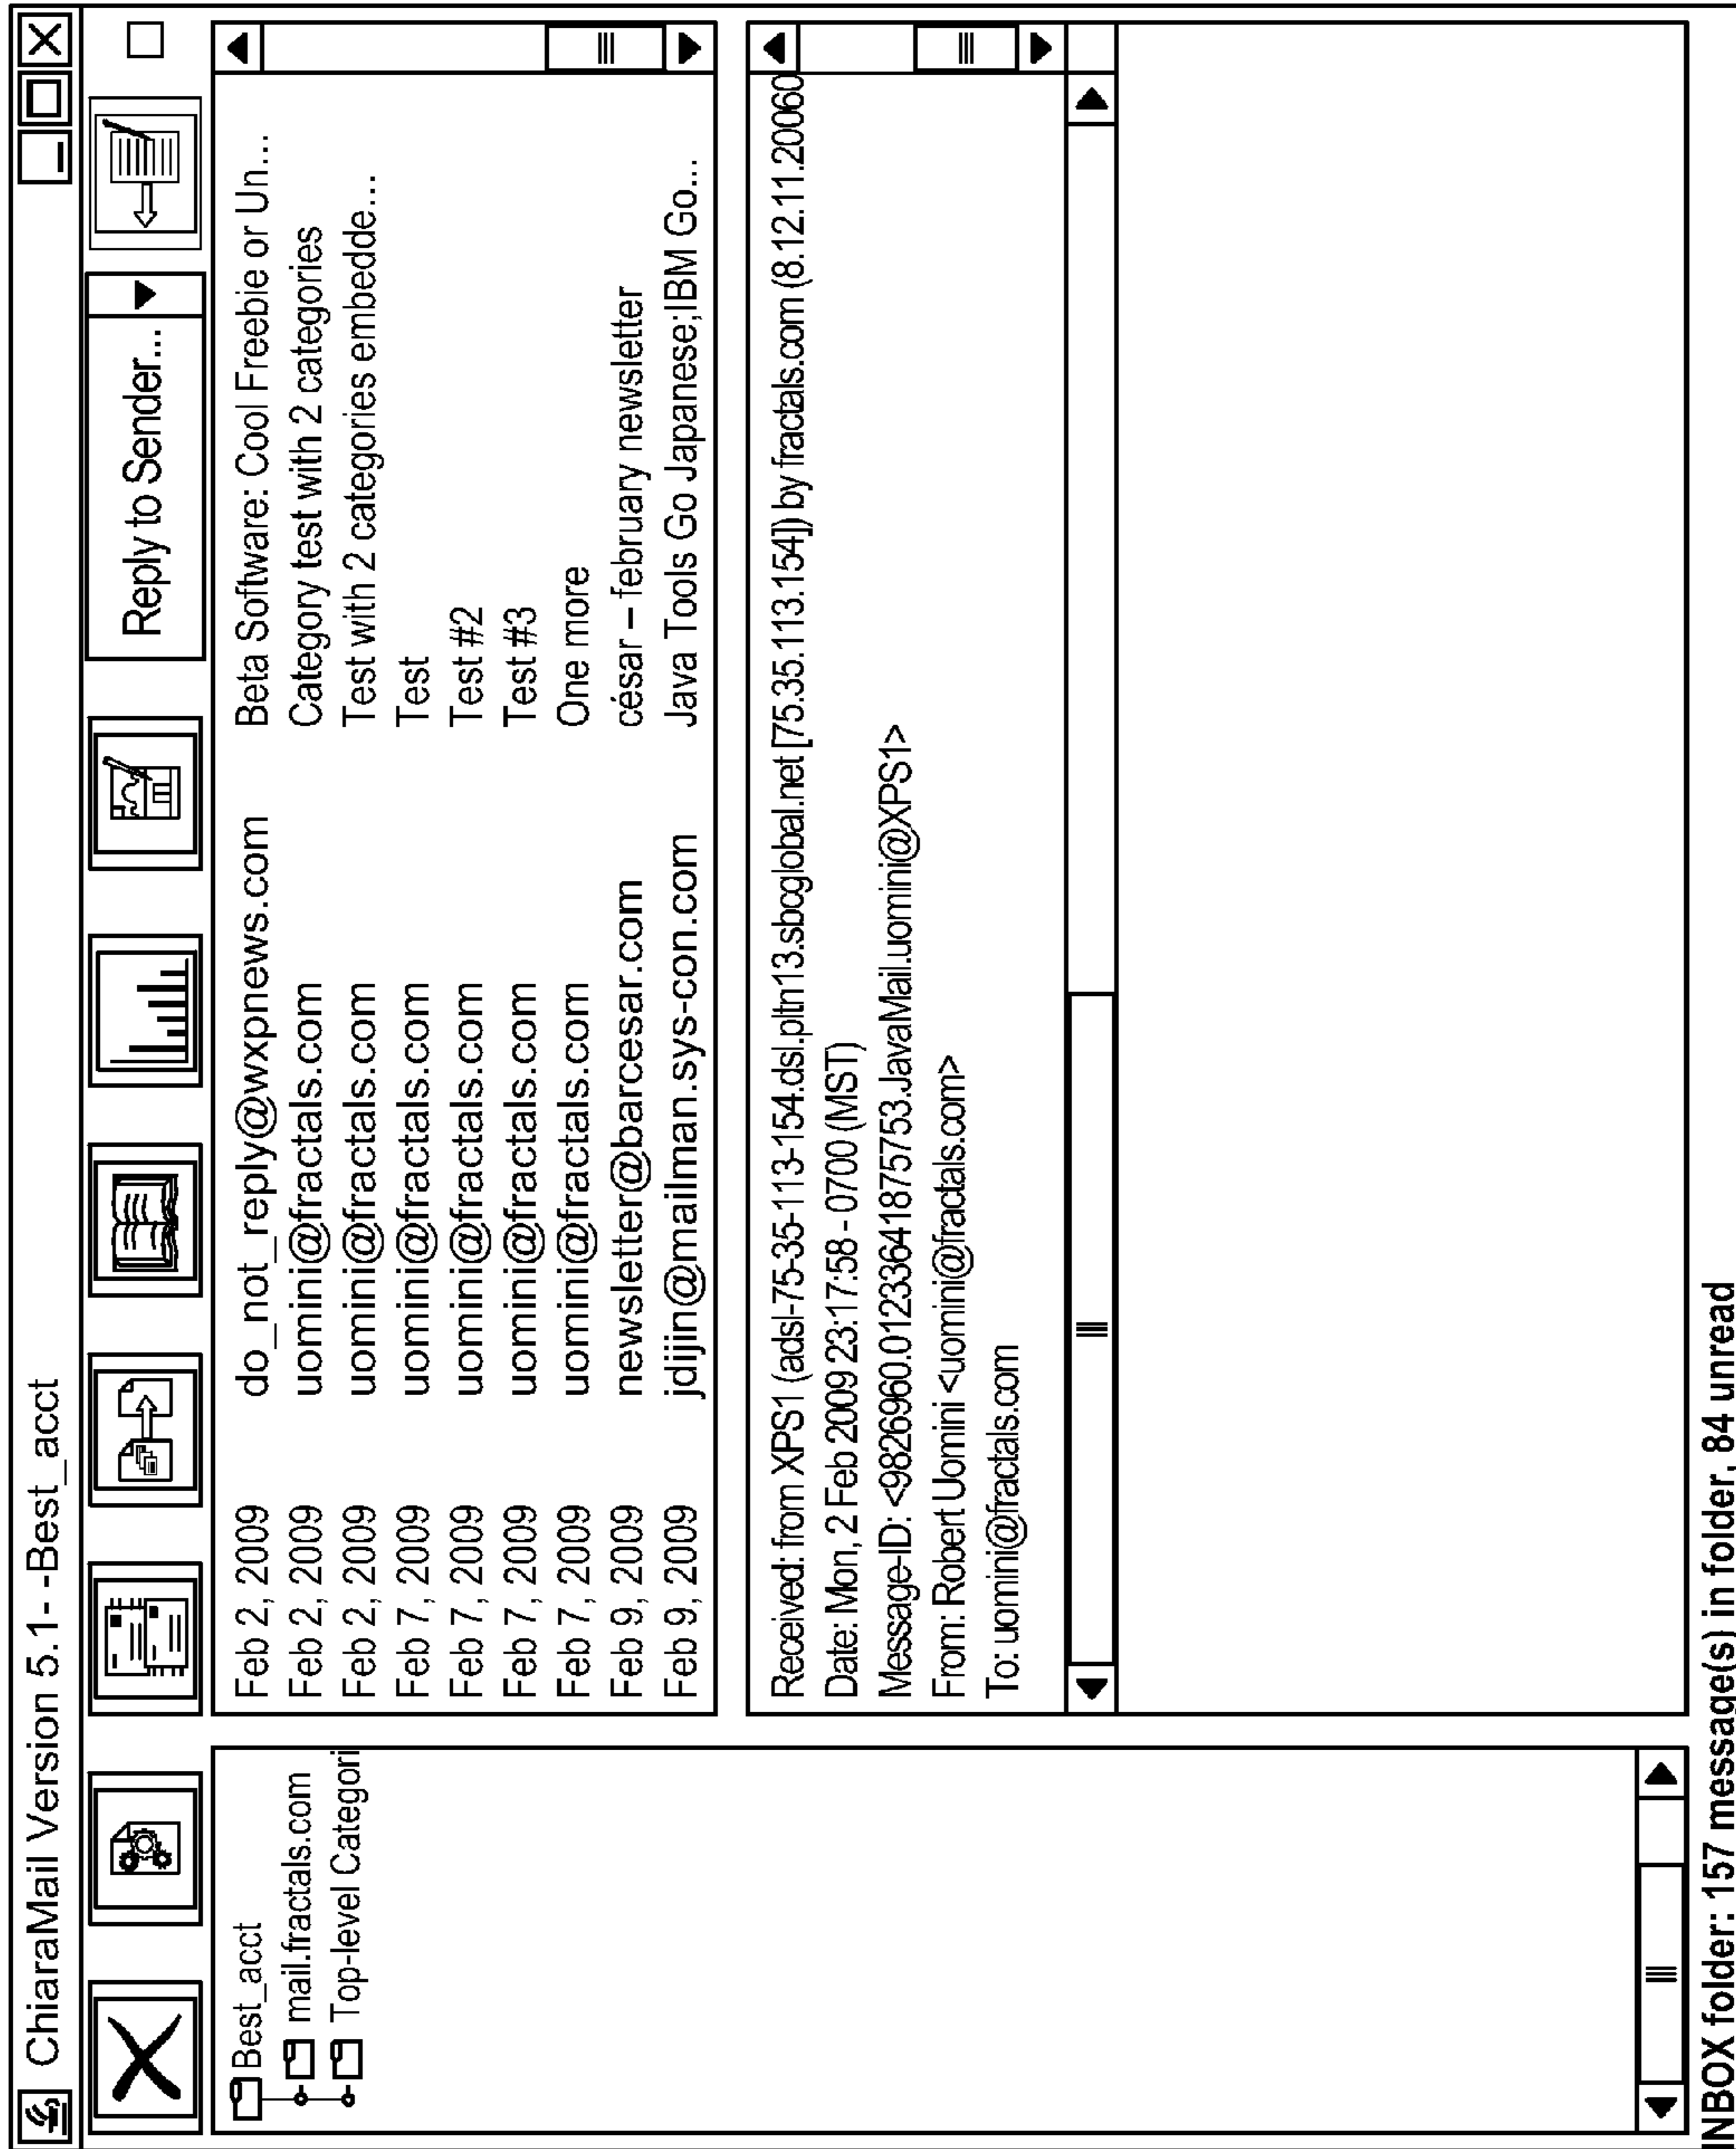 ChiaraMail Version 5.1- -Best_acct
Reply to Sender...
Best_acct
mail.fractals.com
Top-level Categori
Feb 2, 2009 do_not_reply@wxpnews.com Beta Software: Cool Freebie or Un...
Feb 2, 2009 uomini@fractals.com Category test with 2 categories
Feb 2, 2009 uomini@fractals.com Test with 2 categories embedde...
Feb 7, 2009 uomini@fractals.com Test
Feb 7, 2009 uomini@fractals.com Test #2
Feb 7, 2009 uomini@fractals.com Test #3
Feb 7, 2009 uomini@fractals.com One more
Feb 9, 2009 newsletter@barcesar.com césar – february newsletter
Feb 9, 2009 jdijin@mailman.sys-con.com Java Tools Go Japanese;IBM Go...
Received: from XPS1 (adsl-75-35-113-154.dsl.pltn13.sbcglobal.net [75.35.113.154]) by fractals.com (8.12.11.20060
Date: Mon, 2 Feb 2009 23:17:58 - 0700 (MST)
Message-ID: <9826960.01233641875753.JavaMail.uomini@XPS1>
From: Robert Uomini <uomini@fractals.com>
To: uomini@fractals.com
INBOX folder: 157 message(s) in folder, 84 unread